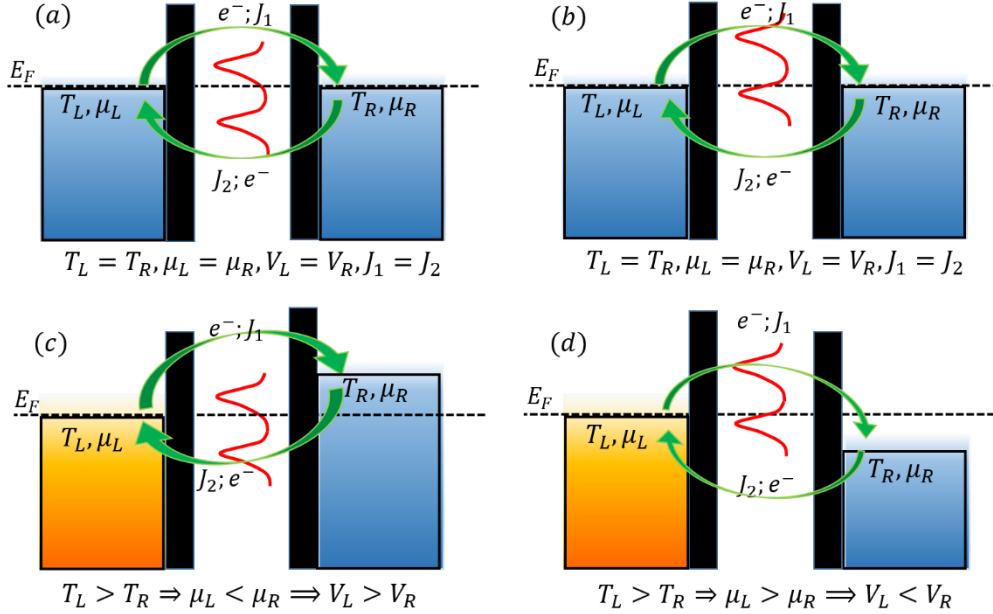 (a)
e⁻; J₁
E_F
T_L, μ_L
T_R, μ_R
J₂; e⁻
T_L = T_R, μ_L = μ_R, V_L = V_R, J₁ = J₂
(b)
e⁻; J₁
E_F
T_L, μ_L
T_R, μ_R
J₂; e⁻
T_L = T_R, μ_L = μ_R, V_L = V_R, J₁ = J₂
(c)
e⁻; J₁
E_F
T_R, μ_R
T_L, μ_L
J₂; e⁻
T_L > T_R ⇒ μ_L < μ_R ⟹ V_L > V_R
(d)
e⁻; J₁
E_F
T_L, μ_L
T_R, μ_R
J₂; e⁻
T_L > T_R ⇒ μ_L > μ_R ⟹ V_L < V_R